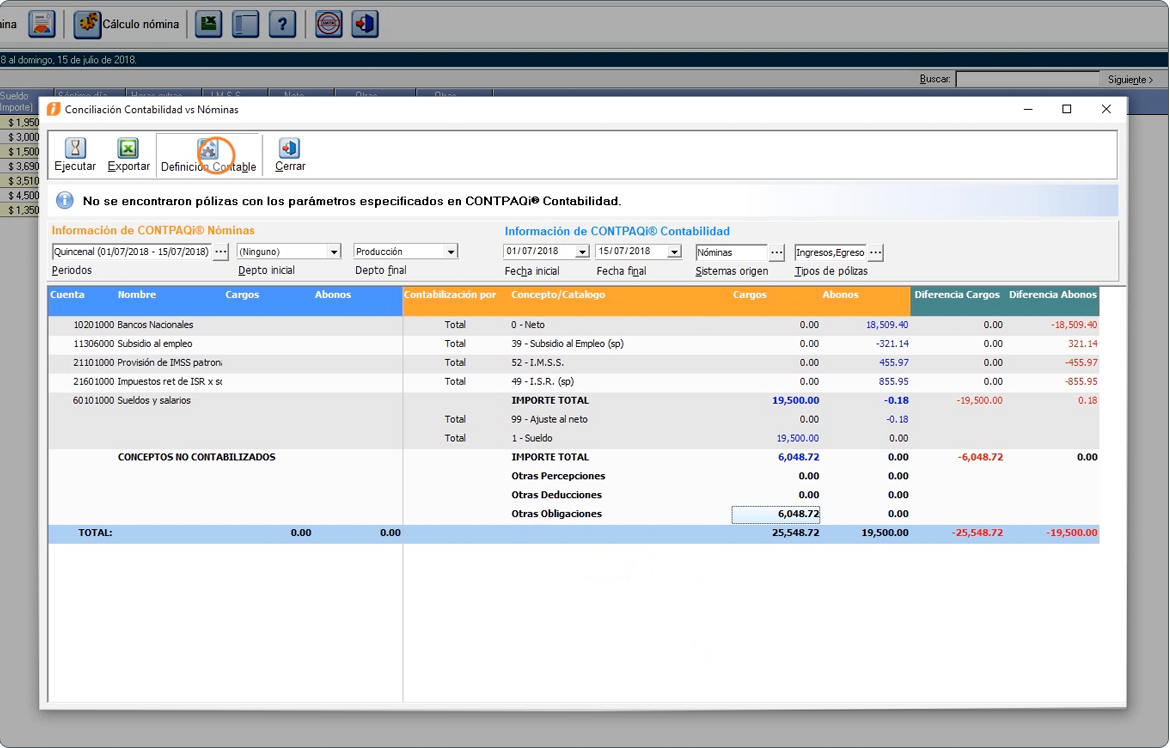 ina Cálculo nómina
8 al domingo, 15 de julio de 2018.
Buscar: Siguiente >
Sueldo Séptimo día Horas extras I.M.S.S. Neto Otras Otras
Importe)
$ 1,950
$ 3,000
$ 1,500
$ 3,690
$ 3,510
$ 4,500
$ 1,350
Conciliación Contabilidad vs Nóminas
Ejecutar Exportar Definición Contable Cerrar
No se encontraron pólizas con los parámetros especificados en CONTPAQi® Contabilidad.
Información de CONTPAQi® Nóminas Información de CONTPAQi® Contabilidad
Quincenal (01/07/2018 - 15/07/2018) ... (Ninguno) Producción 01/07/2018 15/07/2018 Nóminas ... Ingresos,Egreso ...
Periodos Depto inicial Depto final Fecha inicial Fecha final Sistemas origen Tipos de pólizas
Cuenta Nombre Cargos Abonos Contabilización por Concepto/Catalogo Cargos Abonos Diferencia Cargos Diferencia Abonos
10201000 Bancos Nacionales Total 0 - Neto 0.00 18,509.40 0.00 -18,509.40
11306000 Subsidio al empleo Total 39 - Subsidio al Empleo (sp) 0.00 -321.14 0.00 321.14
21101000 Provisión de IMSS patrona Total 52 - I.M.S.S. 0.00 455.97 0.00 -455.97
21601000 Impuestos ret de ISR x so Total 49 - I.S.R. (sp) 0.00 855.95 0.00 -855.95
60101000 Sueldos y salarios IMPORTE TOTAL 19,500.00 -0.18 -19,500.00 0.18
Total 99 - Ajuste al neto 0.00 -0.18
Total 1 - Sueldo 19,500.00 0.00
CONCEPTOS NO CONTABILIZADOS IMPORTE TOTAL 6,048.72 0.00 -6,048.72 0.00
Otras Percepciones 0.00 0.00
Otras Deducciones 0.00 0.00
Otras Obligaciones 6,048.72 0.00
TOTAL: 0.00 0.00 25,548.72 19,500.00 -25,548.72 -19,500.00